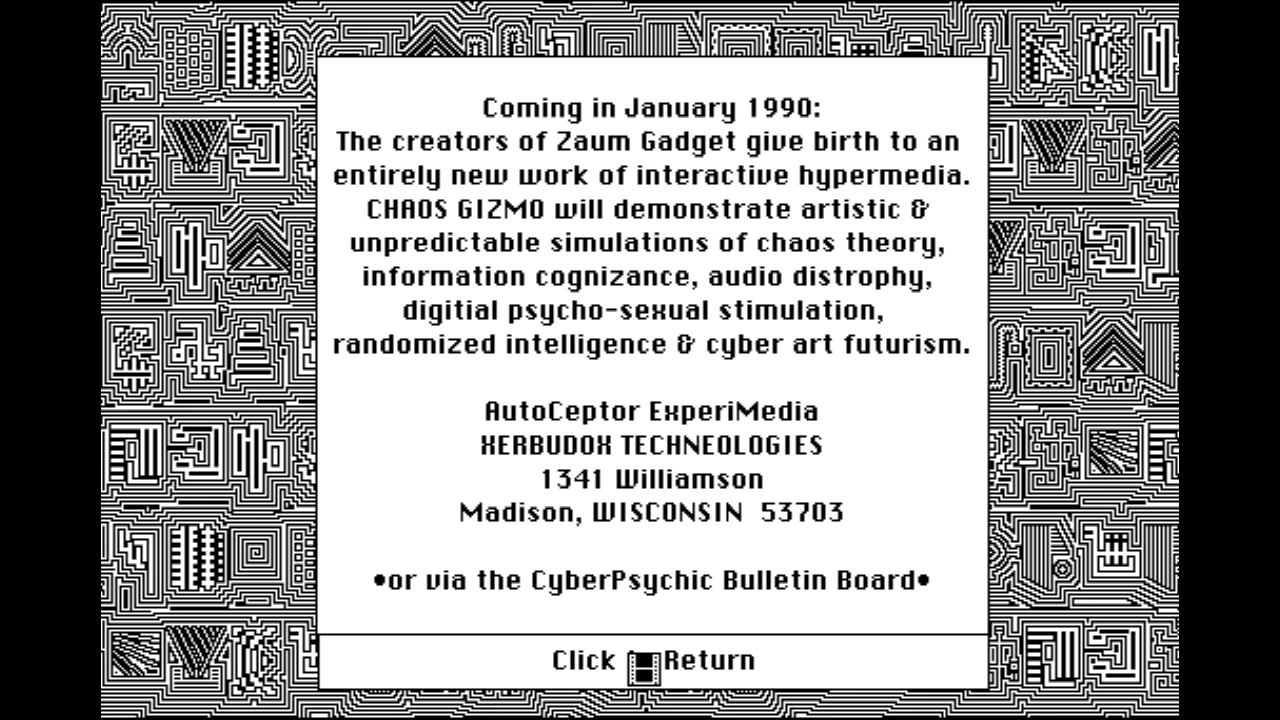 Coming in January 1990:
The creators of Zaum Gadget give birth to an
entirely new work of interactive hypermedia.
CHAOS GIZMO will demonstrate artistic &
unpredictable simulations of chaos theory,
information cognizance, audio distrophy,
digitial psycho-sexual stimulation,
randomized intelligence & cyber art futurism.
AutoCeptor ExperiMedia
XERBUDOX TECHNEOLOGIES
1341 Williamson
Madison, WISCONSIN 53703
•or via the CyberPsychic Bulletin Board•
Click Return